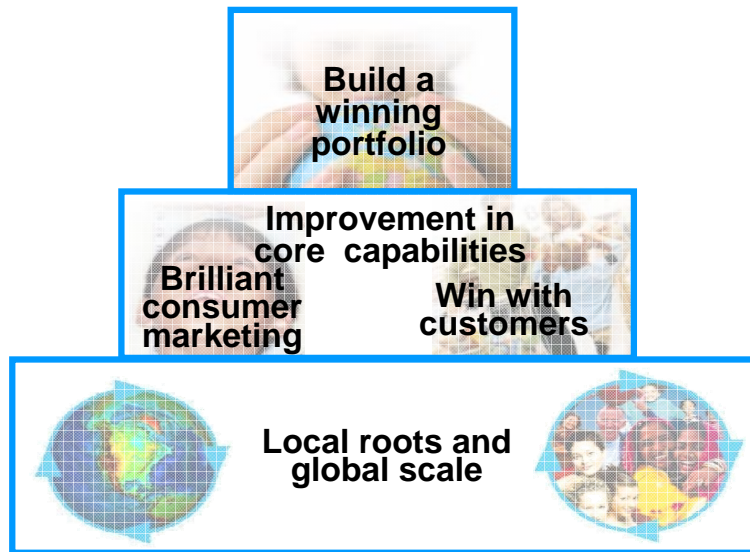 Build a
winning
portfolio
Improvement in
core capabilities
Brilliant
consumer
marketing
Win with
customers
Local roots and
global scale